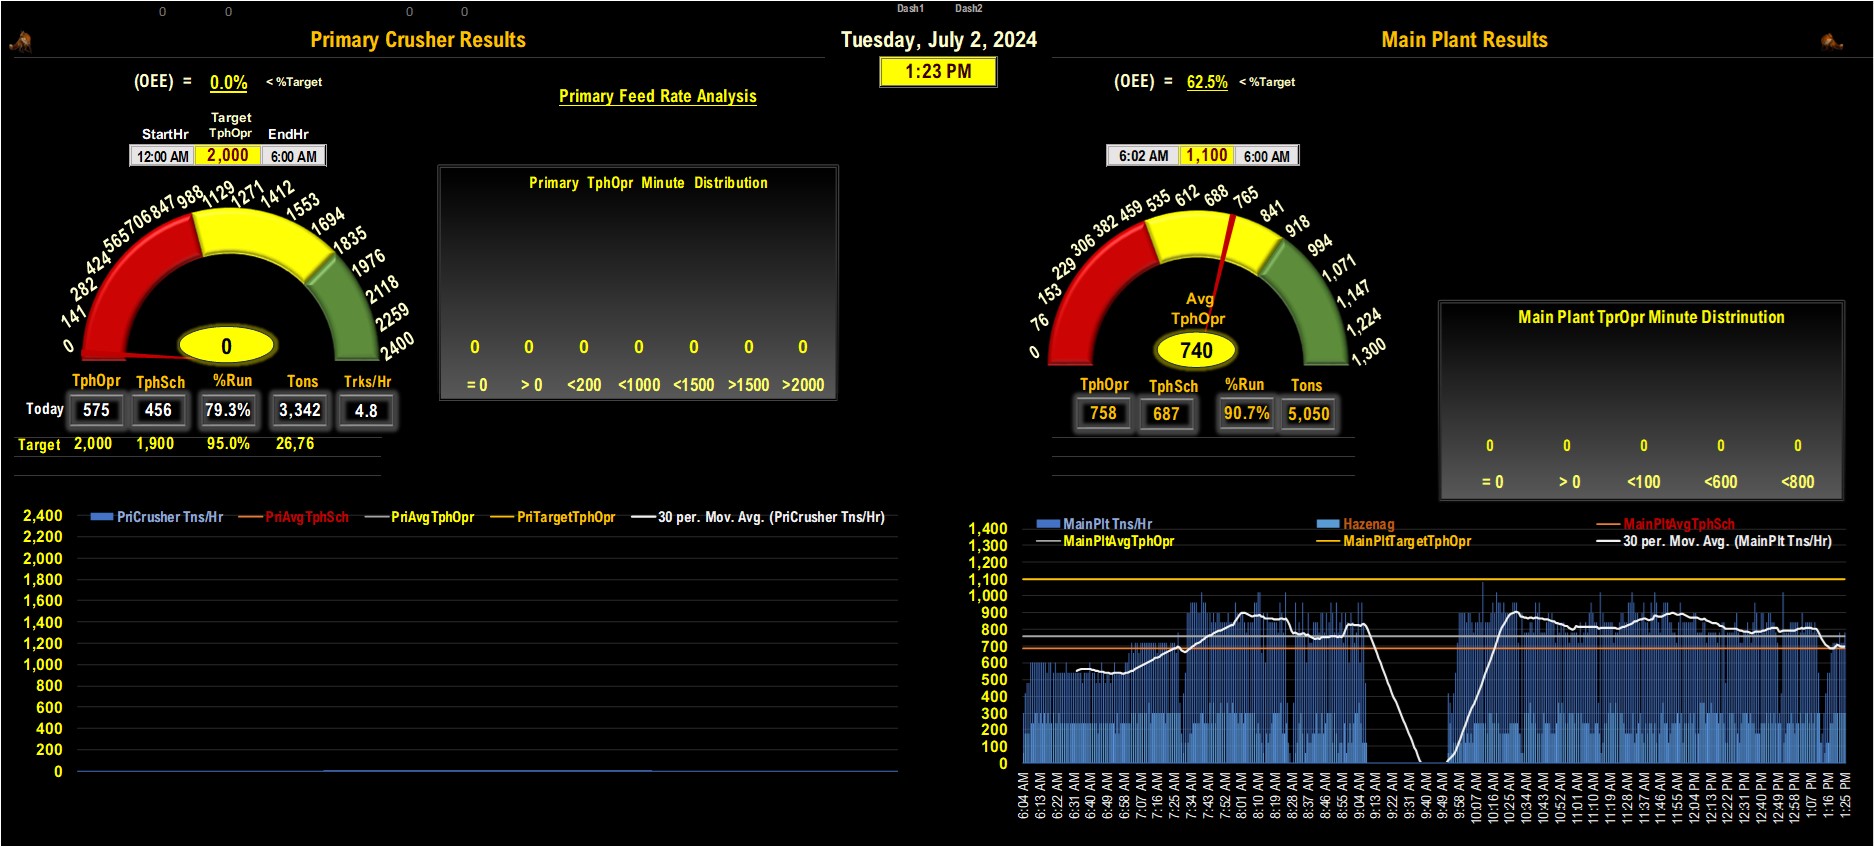 0 0 0 0 Dash1 Dash2
Primary Crusher Results
Tuesday, July 2, 2024
Main Plant Results
1:23 PM
(OEE) = 0.0% < %Target
Primary Feed Rate Analysis
Target
StartHr TphOpr EndHr
12:00 AM 2,000 6:00 AM
0 141 282 424 565 706 847 988 1129 1271 1412 1553 1694 1835 1976 2118 2259 2400
0
TphOpr TphSch %Run Tons Trks/Hr
Today 575 456 79.3% 3,342 4.8
Target 2,000 1,900 95.0% 26,76
Primary TphOpr Minute Distribution
0 0 0 0 0 0 0
= 0 > 0 <200 <1000 <1500 >1500 >2000
PriCrusher Tns/Hr PriAvgTphSch PriAvgTphOpr PriTargetTphOpr 30 per. Mov. Avg. (PriCrusher Tns/Hr)
2,400
2,200
2,000
1,800
1,600
1,400
1,200
1,000
800
600
400
200
0
(OEE) = 62.5% < %Target
6:02 AM 1,100 6:00 AM
0 76 153 229 306 382 459 535 612 688 765 841 918 994 1,071 1,147 1,224 1,300
Avg
TphOpr
740
TphOpr TphSch %Run Tons
758 687 90.7% 5,050
Main Plant TprOpr Minute Distrinution
0 0 0 0 0
= 0 > 0 <100 <600 <800
MainPlt Tns/Hr Hazenag MainPltAvgTphSch
MainPltAvgTphOpr MainPltTargetTphOpr 30 per. Mov. Avg. (MainPlt Tns/Hr)
1,400
1,300
1,200
1,100
1,000
900
800
700
600
500
400
300
200
100
0
6:04 AM 6:13 AM 6:22 AM 6:31 AM 6:40 AM 6:49 AM 6:58 AM 7:07 AM 7:16 AM 7:25 AM 7:34 AM 7:43 AM 7:52 AM 8:01 AM 8:10 AM 8:19 AM 8:28 AM 8:37 AM 8:46 AM 8:55 AM 9:04 AM 9:13 AM 9:22 AM 9:31 AM 9:40 AM 9:49 AM 9:58 AM 10:07 AM 10:16 AM 10:25 AM 10:34 AM 10:43 AM 10:52 AM 11:01 AM 11:10 AM 11:19 AM 11:28 AM 11:37 AM 11:46 AM 11:55 AM 12:04 PM 12:13 PM 12:22 PM 12:31 PM 12:40 PM 12:49 PM 12:58 PM 1:07 PM 1:16 PM 1:25 PM